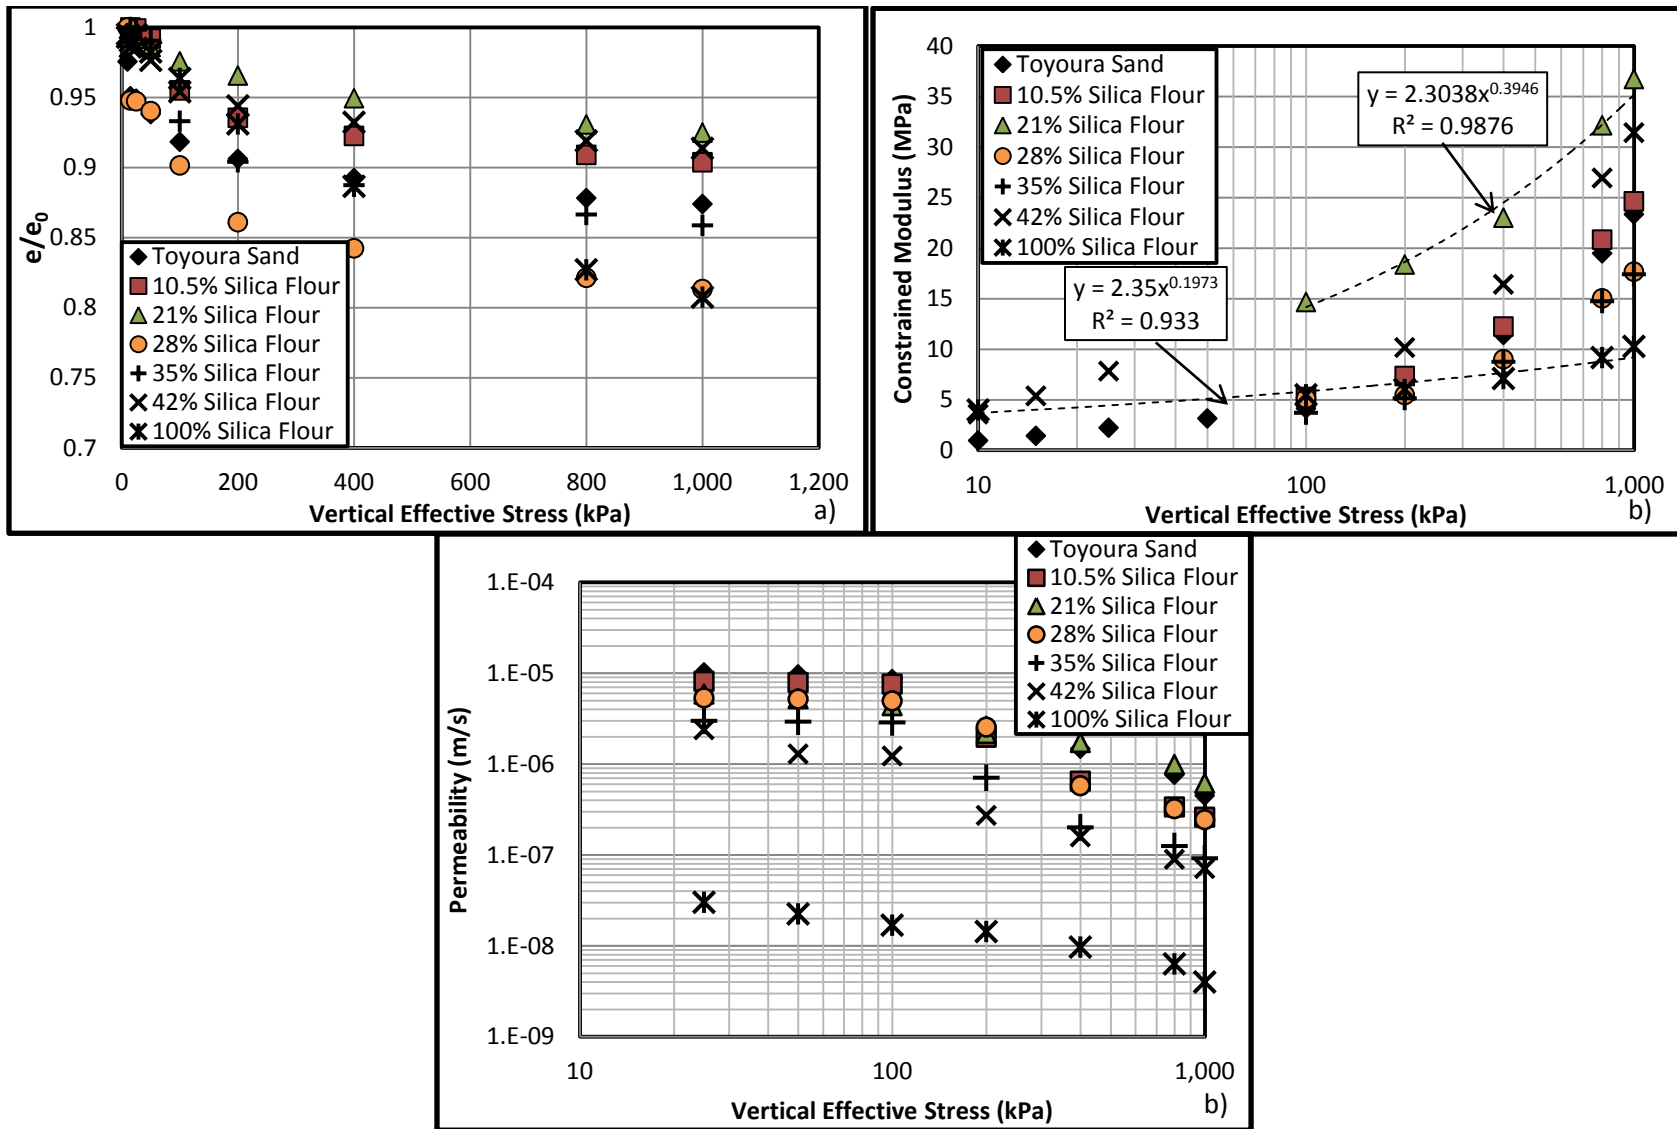 1
0.95
0.9
0.85
0.8
0.75
0.7
e/e0
Toyoura Sand
10.5% Silica Flour
21% Silica Flour
28% Silica Flour
35% Silica Flour
42% Silica Flour
100% Silica Flour
0 200 400 600 800 1,000 1,200
Vertical Effective Stress (kPa)
a)
40
35
30
25
20
15
10
5
0
Constrained Modulus (MPa)
Toyoura Sand
10.5% Silica Flour
21% Silica Flour
28% Silica Flour
35% Silica Flour
42% Silica Flour
100% Silica Flour
y = 2.3038x^0.3946
R² = 0.9876
y = 2.35x^0.1973
R² = 0.933
10 100 1,000
Vertical Effective Stress (kPa)
b)
Toyoura Sand
10.5% Silica Flour
21% Silica Flour
28% Silica Flour
35% Silica Flour
42% Silica Flour
100% Silica Flour
1.E-04
1.E-05
1.E-06
1.E-07
1.E-08
1.E-09
Permeability (m/s)
10 100 1,000
Vertical Effective Stress (kPa)
b)